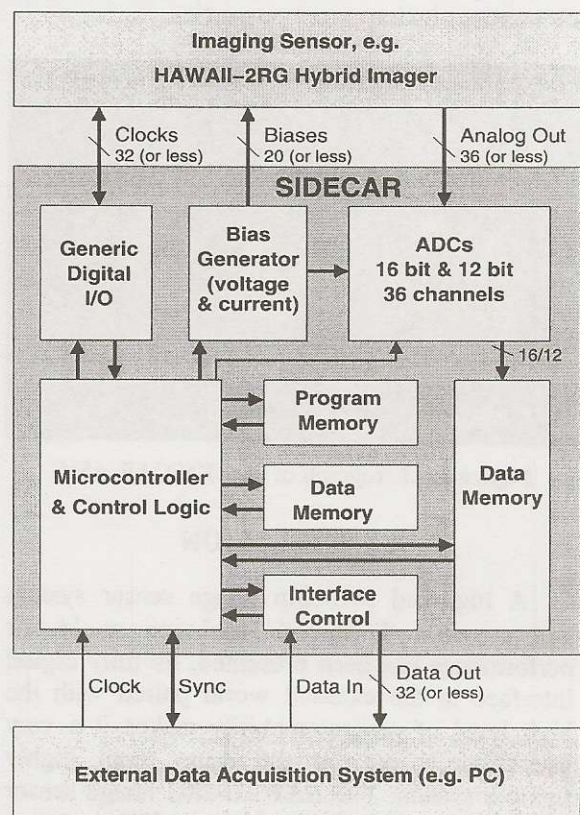 Imaging Sensor, e.g.
HAWAII–2RG Hybrid Imager
Clocks
32 (or less)
Biases
20 (or less)
Analog Out
36 (or less)
SIDECAR
Generic
Digital
I/O
Bias
Generator
(voltage
& current)
ADCs
16 bit & 12 bit
36 channels
16/12
Microcontroller
& Control Logic
Program
Memory
Data
Memory
Data
Memory
Interface
Control
Clock
Sync
Data In
Data Out
32 (or less)
External Data Acquisition System (e.g. PC)